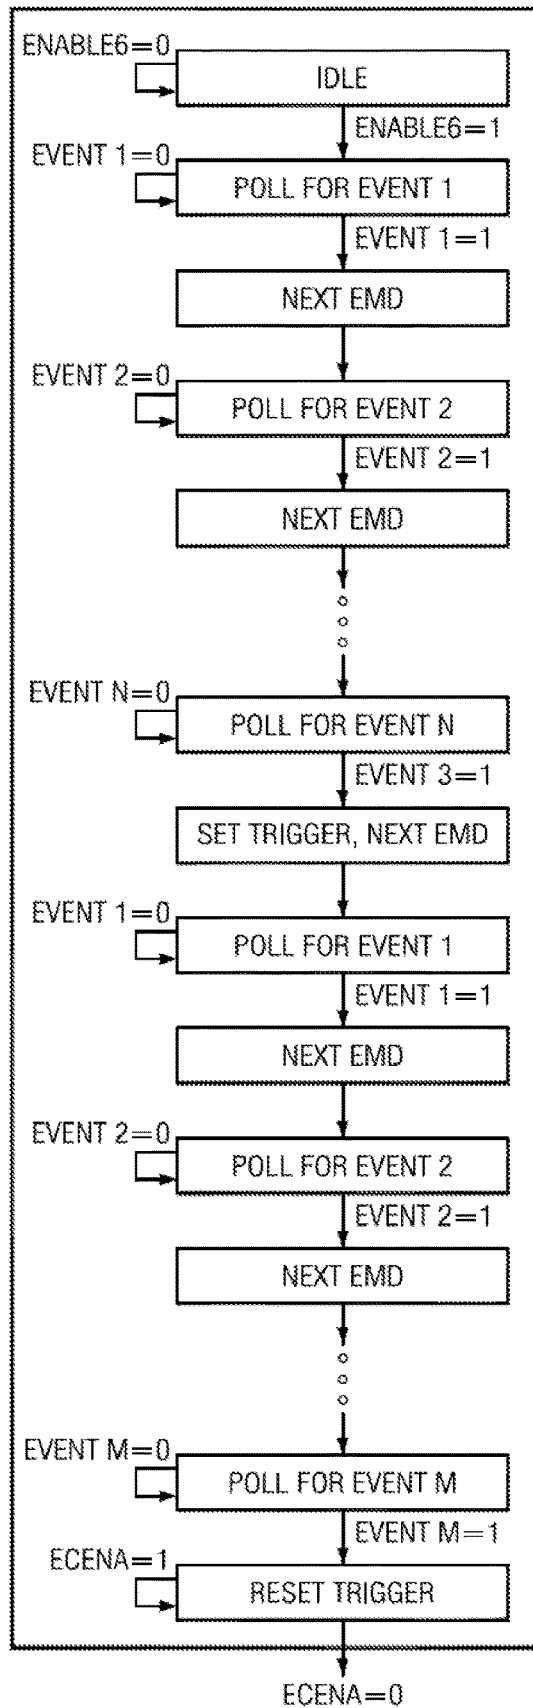 ENABLE6=0
IDLE
ENABLE6=1
EVENT 1=0
POLL FOR EVENT 1
EVENT 1=1
NEXT EMD
EVENT 2=0
POLL FOR EVENT 2
EVENT 2=1
NEXT EMD
EVENT N=0
POLL FOR EVENT N
EVENT 3=1
SET TRIGGER, NEXT EMD
EVENT 1=0
POLL FOR EVENT 1
EVENT 1=1
NEXT EMD
EVENT 2=0
POLL FOR EVENT 2
EVENT 2=1
NEXT EMD
EVENT M=0
POLL FOR EVENT M
EVENT M=1
ECENA=1
RESET TRIGGER
ECENA=0